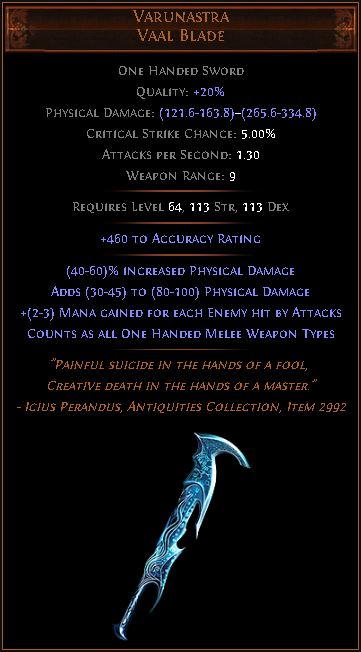 Varunastra
Vaal Blade
One Handed Sword
Quality: +20%
Physical Damage: (121.6-163.8)–(265.6-334.8)
Critical Strike Chance: 5.00%
Attacks per Second: 1.30
Weapon Range: 9
Requires Level 64, 113 Str, 113 Dex
+460 to Accuracy Rating
(40-60)% increased Physical Damage
Adds (30-45) to (80-100) Physical Damage
+(2-3) Mana gained for each Enemy hit by Attacks
Counts as all One Handed Melee Weapon Types
"Painful suicide in the hands of a fool,
Creative death in the hands of a master."
- Icius Perandus, Antiquities Collection, Item 2992